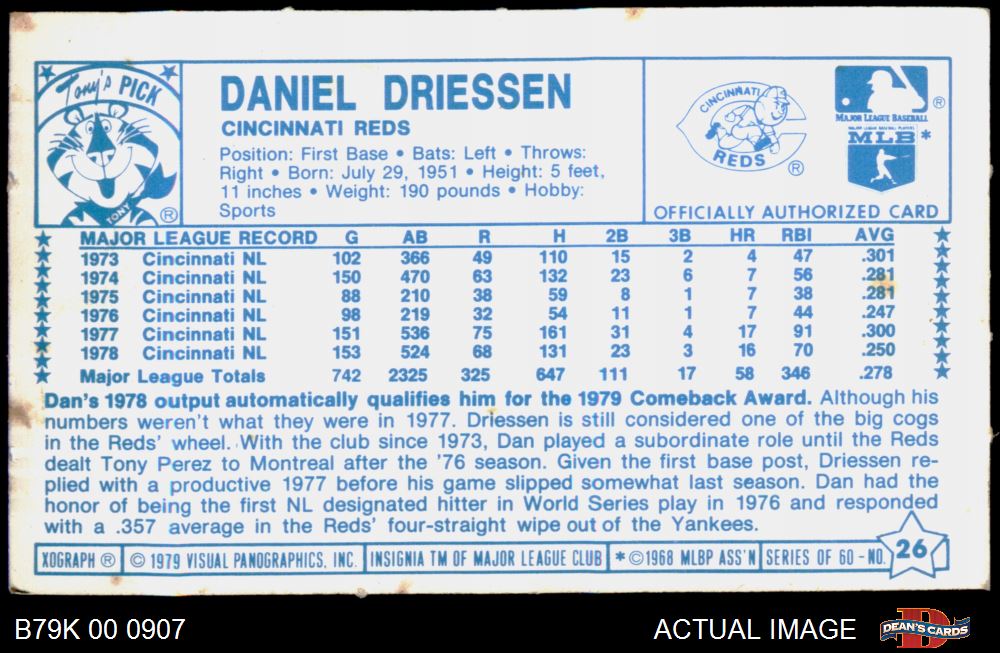 Tony's PICK
TONY ®
DANIEL DRIESSEN
CINCINNATI REDS
Position: First Base • Bats: Left • Throws:
Right • Born: July 29, 1951 • Height: 5 feet,
11 inches • Weight: 190 pounds • Hobby:
Sports
CINCINNATI
REDS ®
®
MAJOR LEAGUE BASEBALL
MAJOR LEAGUE BASEBALL PLAYERS
MLB *
OFFICIALLY AUTHORIZED CARD
MAJOR LEAGUE RECORD G AB R H 2B 3B HR RBI AVG
1973 Cincinnati NL 102 366 49 110 15 2 4 47 .301
1974 Cincinnati NL 150 470 63 132 23 6 7 56 .281
1975 Cincinnati NL 88 210 38 59 8 1 7 38 .281
1976 Cincinnati NL 98 219 32 54 11 1 7 44 .247
1977 Cincinnati NL 151 536 75 161 31 4 17 91 .300
1978 Cincinnati NL 153 524 68 131 23 3 16 70 .250
Major League Totals 742 2325 325 647 111 17 58 346 .278
Dan's 1978 output automatically qualifies him for the 1979 Comeback Award. Although his
numbers weren't what they were in 1977. Driessen is still considered one of the big cogs
in the Reds' wheel. With the club since 1973, Dan played a subordinate role until the Reds
dealt Tony Perez to Montreal after the '76 season. Given the first base post, Driessen re-
plied with a productive 1977 before his game slipped somewhat last season. Dan had the
honor of being the first NL designated hitter in World Series play in 1976 and responded
with a .357 average in the Reds' four-straight wipe out of the Yankees.
XOGRAPH ® © 1979 VISUAL PANOGRAPHICS, INC. INSIGNIA TM OF MAJOR LEAGUE CLUB * © 1968 MLBP ASS'N SERIES OF 60 - NO. 26
B79K 00 0907
ACTUAL IMAGE
DEAN'S CARDS